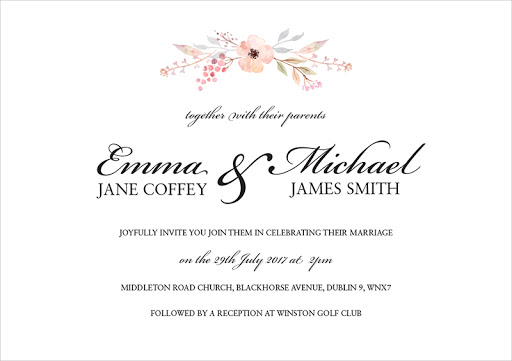 together with their parents
Emma & Michael
JANE COFFEY JAMES SMITH
JOYFULLY INVITE YOU JOIN THEM IN CELEBRATING THEIR MARRIAGE
on the 29th July 2017 at 2pm
MIDDLETON ROAD CHURCH, BLACKHORSE AVENUE, DUBLIN 9, WNX7
FOLLOWED BY A RECEPTION AT WINSTON GOLF CLUB